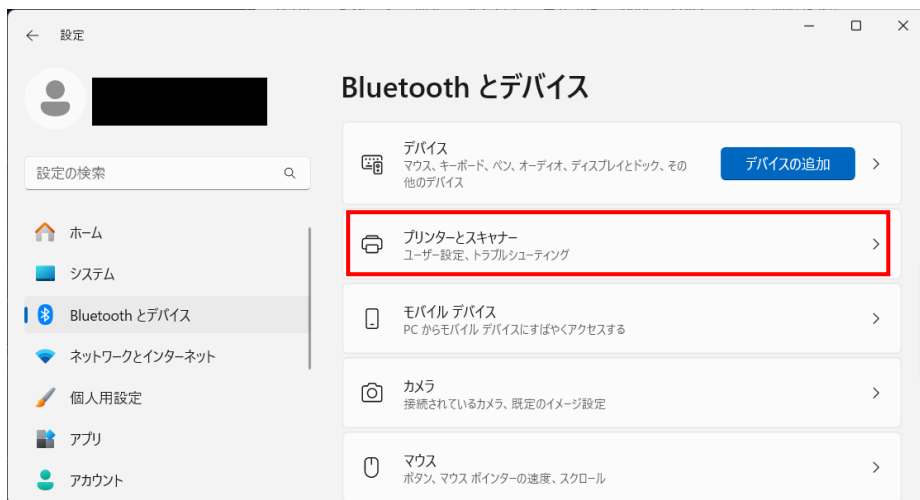 設定
設定の検索
ホーム
システム
Bluetooth とデバイス
ネットワークとインターネット
個人用設定
アプリ
アカウント
Bluetooth とデバイス
デバイス
マウス、キーボード、ペン、オーディオ、ディスプレイとドック、その
他のデバイス
デバイスの追加
プリンターとスキャナー
ユーザー設定、トラブルシューティング
モバイル デバイス
PC からモバイル デバイスにすばやくアクセスする
カメラ
接続されているカメラ、既定のイメージ設定
マウス
ボタン、マウス ポインターの速度、スクロール